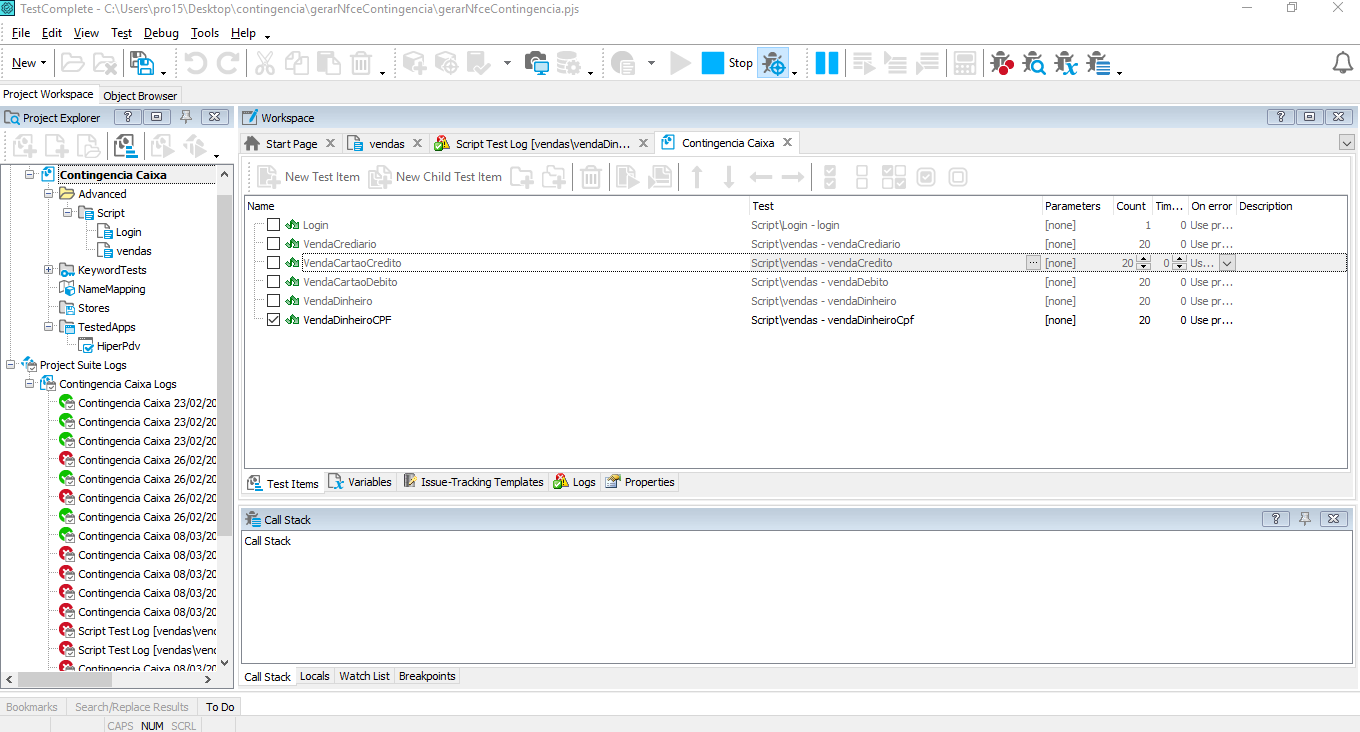 TestComplete - C:\Users\pro15\Desktop\contingencia\gerarNfceContingencia\gerarNfceContingencia.pjs
File Edit View Test Debug Tools Help
New Stop
Project Workspace Object Browser
Project Explorer
Contingencia Caixa
Advanced
Script
Login
vendas
KeywordTests
NameMapping
Stores
TestedApps
HiperPdv
Project Suite Logs
Contingencia Caixa Logs
Contingencia Caixa 23/02/20
Contingencia Caixa 23/02/20
Contingencia Caixa 23/02/20
Contingencia Caixa 26/02/20
Contingencia Caixa 26/02/20
Contingencia Caixa 26/02/20
Contingencia Caixa 26/02/20
Contingencia Caixa 08/03/20
Contingencia Caixa 08/03/20
Contingencia Caixa 08/03/20
Contingencia Caixa 08/03/20
Contingencia Caixa 08/03/20
Script Test Log [vendas\venc
Script Test Log [vendas\venc
Contingencia Caixa 08/03/20
Workspace
Start Page vendas Script Test Log [vendas\vendaDin... Contingencia Caixa
New Test Item New Child Test Item
Name Test Parameters Count Tim... On error Description
Login Script\Login - login [none] 1 0 Use pr...
VendaCrediario Script\vendas - vendaCrediario [none] 20 0 Use pr...
VendaCartaoCredito Script\vendas - vendaCredito ... [none] 20 0 Us...
VendaCartaoDebito Script\vendas - vendaDebito [none] 20 0 Use pr...
VendaDinheiro Script\vendas - vendaDinheiro [none] 20 0 Use pr...
VendaDinheiroCPF Script\vendas - vendaDinheiroCpf [none] 20 0 Use pr...
Test Items Variables Issue-Tracking Templates Logs Properties
Call Stack
Call Stack
Call Stack Locals Watch List Breakpoints
Bookmarks Search/Replace Results To Do
CAPS NUM SCRL